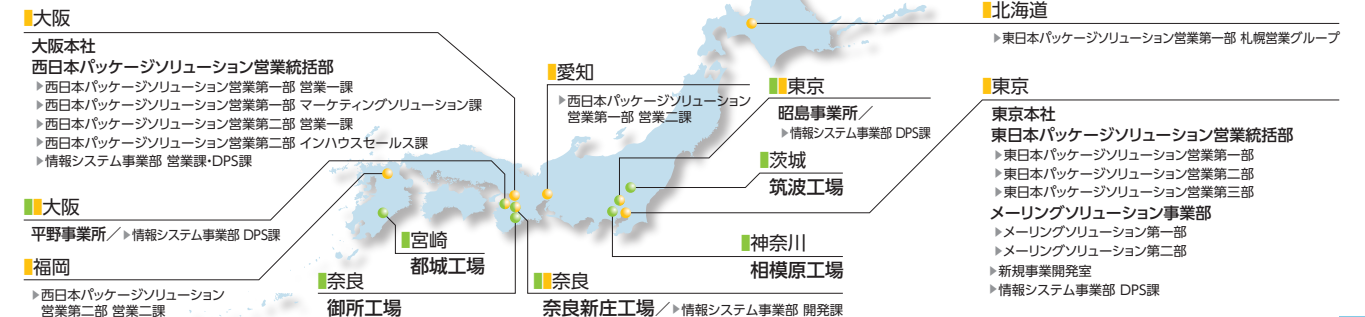 大阪
大阪本社
西日本パッケージソリューション営業統括部
▶西日本パッケージソリューション営業第一部 営業一課
▶西日本パッケージソリューション営業第一部 マーケティングソリューション課
▶西日本パッケージソリューション営業第二部 営業一課
▶西日本パッケージソリューション営業第二部 インハウスセールス課
▶情報システム事業部 営業課・DPS課
大阪
平野事業所／▶情報システム事業部 DPS課
福岡
▶西日本パッケージソリューション
営業第二部 営業二課
宮崎
都城工場
奈良
御所工場
奈良
奈良新庄工場／▶情報システム事業部 開発課
愛知
▶西日本パッケージソリューション
営業第一部 営業二課
東京
昭島事業所／
▶情報システム事業部 DPS課
茨城
筑波工場
神奈川
相模原工場
北海道
▶東日本パッケージソリューション営業第一部 札幌営業グループ
東京
東京本社
東日本パッケージソリューション営業統括部
▶東日本パッケージソリューション営業第一部
▶東日本パッケージソリューション営業第二部
▶東日本パッケージソリューション営業第三部
メーリングソリューション事業部
▶メーリングソリューション第一部
▶メーリングソリューション第二部
▶新規事業開発室
▶情報システム事業部 DPS課